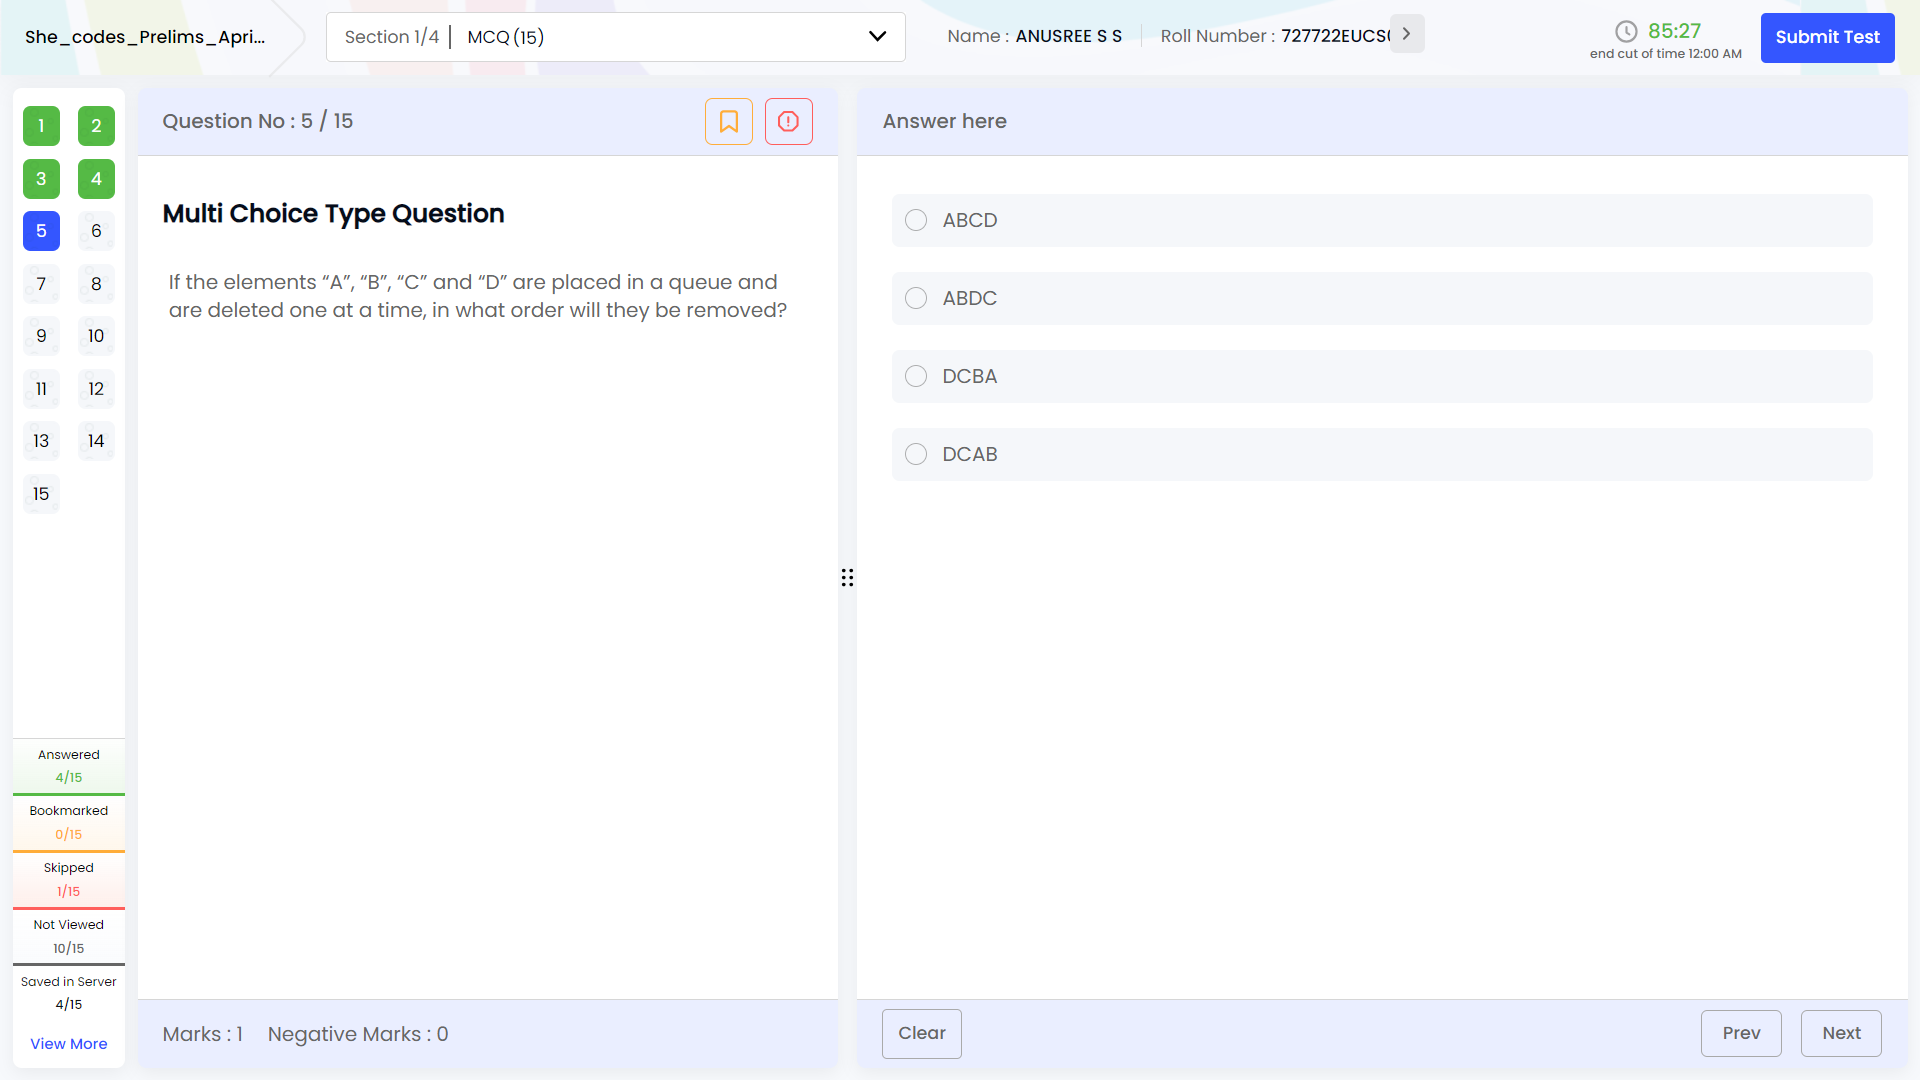 She_codes_Prelims_Apri...
Section 1/4 | MCQ (15)
Name : ANUSREE S S
Roll Number : 727722EUCS
85:27
end cut of time 12:00 AM
Submit Test
1 2
3 4
5 6
7 8
9 10
11 12
13 14
15
Answered
4/15
Bookmarked
0/15
Skipped
1/15
Not Viewed
10/15
Saved in Server
4/15
View More
Question No : 5 / 15
Multi Choice Type Question
If the elements “A”, “B”, “C” and “D” are placed in a queue and
are deleted one at a time, in what order will they be removed?
Marks : 1 Negative Marks : 0
Answer here
ABCD
ABDC
DCBA
DCAB
Clear
Prev
Next